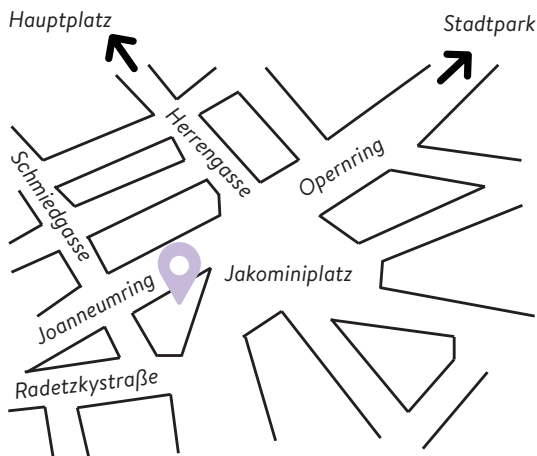 Hauptplatz
Stadtpark
Herrengasse
Opernring
Schmiedgasse
Jakominiplatz
Joanneumring
Radetzkystraße